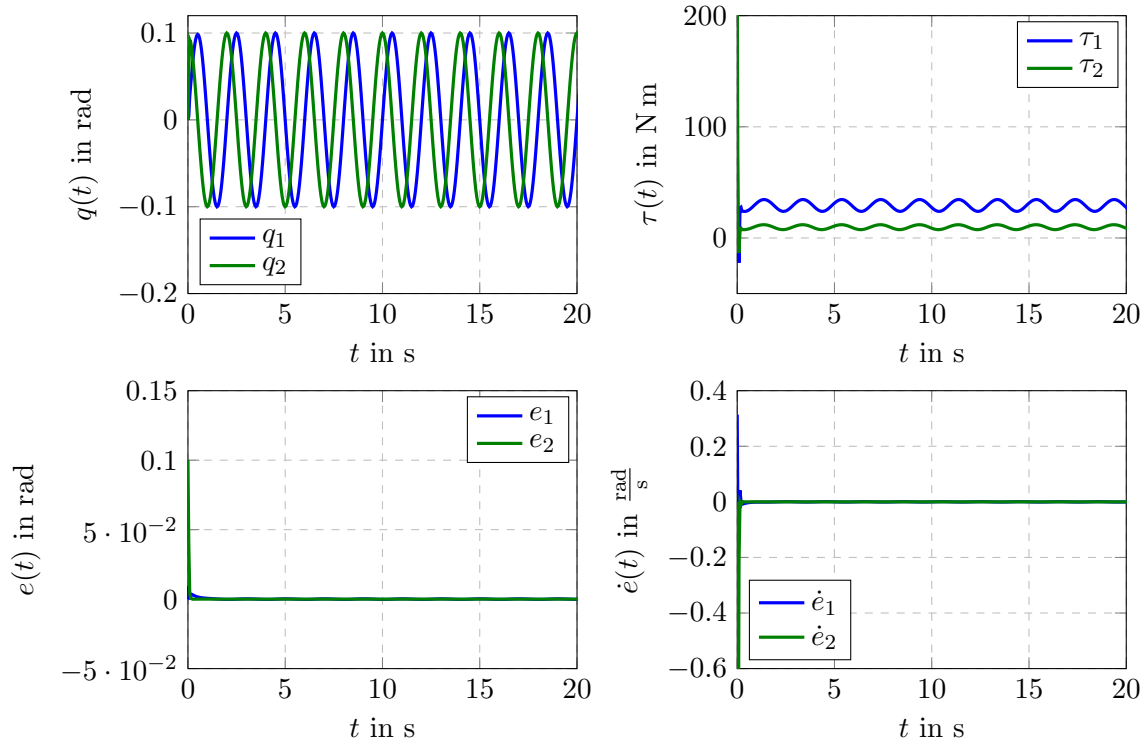 0.1
0
−0.1
−0.2
q(t) in rad
q₁
q₂
0 5 10 15 20
t in s
200
100
0
τ(t) in N m
τ₁
τ₂
0 5 10 15 20
t in s
0.15
0.1
5 · 10⁻²
0
−5 · 10⁻²
e(t) in rad
e₁
e₂
0 5 10 15 20
t in s
0.4
0.2
0
−0.2
−0.4
−0.6
ė(t) in rad/s
ė₁
ė₂
0 5 10 15 20
t in s